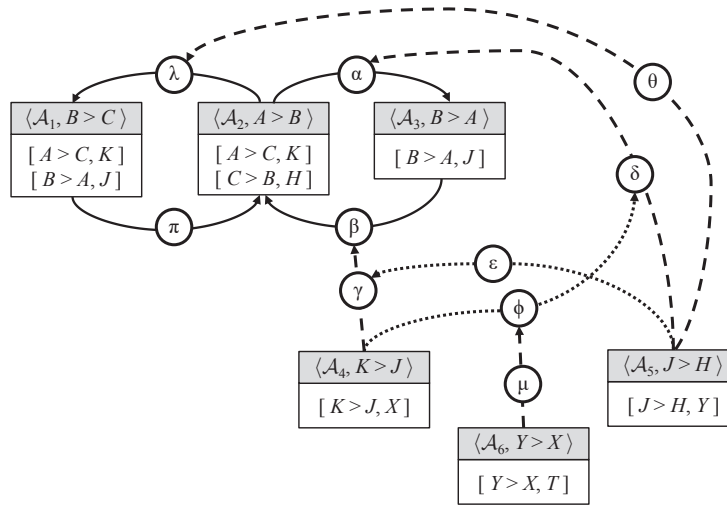 λ
α
θ
⟨𝒜1, B > C ⟩
⟨𝒜2, A > B⟩
⟨𝒜3, B > A⟩
[ A > C, K ]
[ B > A, J ]
[ A > C, K ]
[ C > B, H ]
[ B > A, J ]
δ
π
β
ε
γ
ϕ
⟨𝒜4, K > J ⟩
[ K > J, X ]
μ
⟨𝒜5, J > H ⟩
[ J > H, Y ]
⟨𝒜6, Y > X⟩
[ Y > X, T ]